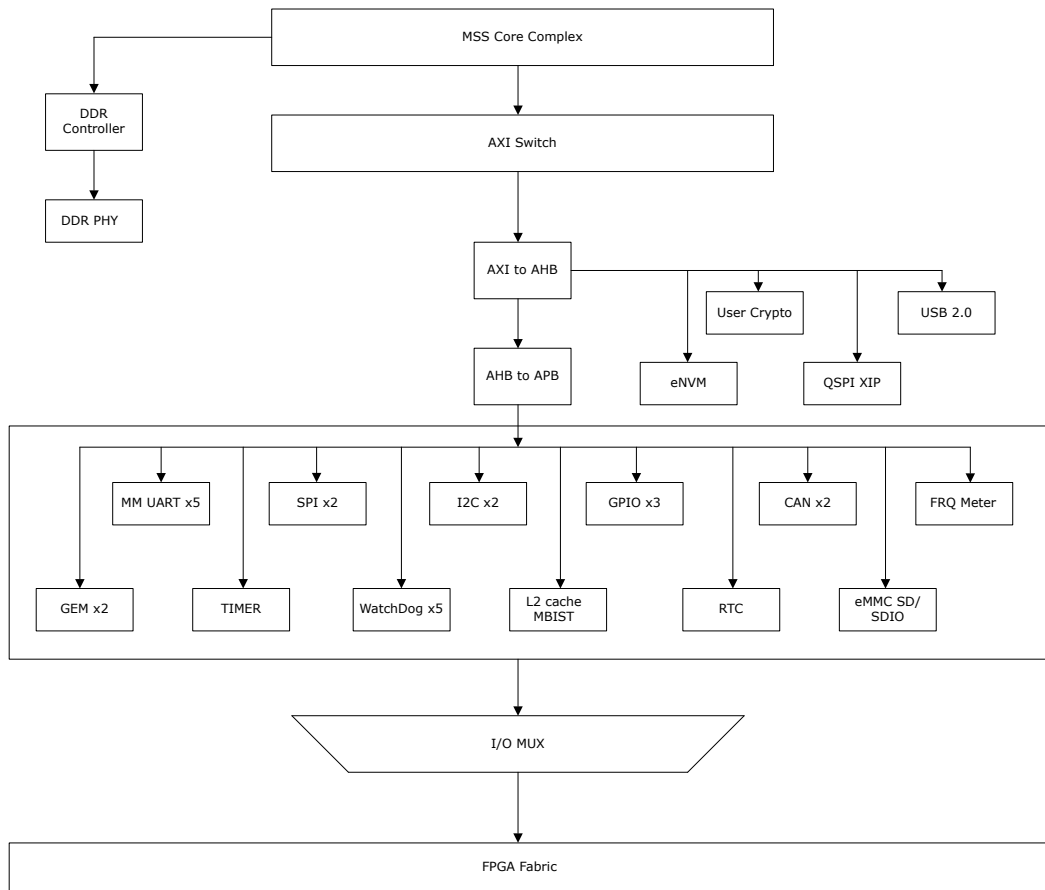 MSS Core Complex
DDR
Controller
AXI Switch
DDR PHY
AXI to AHB
User Crypto
USB 2.0
AHB to APB
eNVM
QSPI XIP
MM UART x5
SPI x2
I2C x2
GPIO x3
CAN x2
FRQ Meter
GEM x2
TIMER
WatchDog x5
L2 cache
MBIST
RTC
eMMC SD/
SDIO
I/O MUX
FPGA Fabric